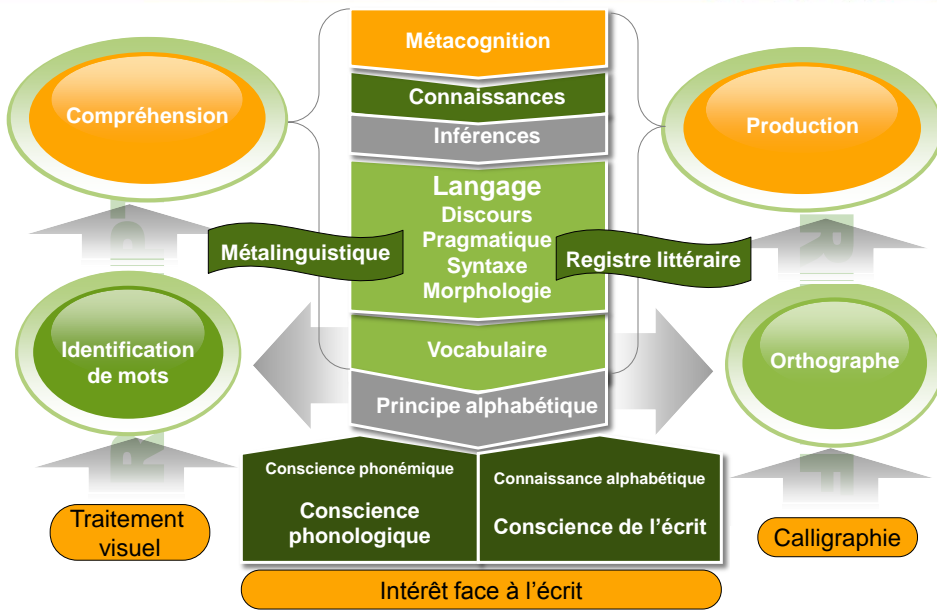 Métacognition
Connaissances
Inférences
Compréhension
Production
Langage
Discours
Pragmatique
Syntaxe
Morphologie
Métalinguistique
Registre littéraire
Identification
de mots
Vocabulaire
Orthographe
Principe alphabétique
Conscience phonémique
Conscience
phonologique
Connaissance alphabétique
Conscience de l’écrit
Traitement
visuel
Calligraphie
Intérêt face à l’écrit